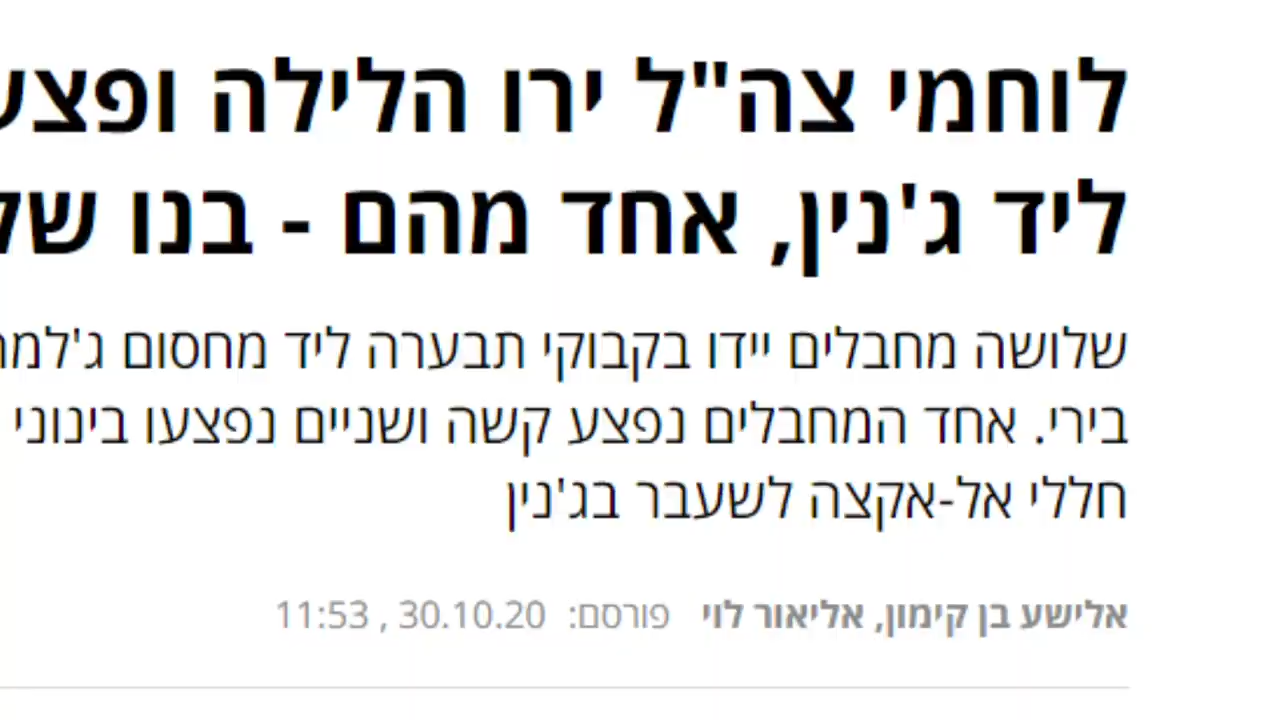 לוחמי צה"ל ירו הלילה
ליד ג'נין, אחד מהם - בנו
שלושה מחבלים יידו בקבוקי תבערה ליד מחסום
בירי. אחד המחבלים נפצע קשה ושניים נפצעו בינוני
חללי אל-אקצה לשעבר בג'נין
אלישע בן קימון, אליאור לוי פורסם: 30.10.20 , 11:53